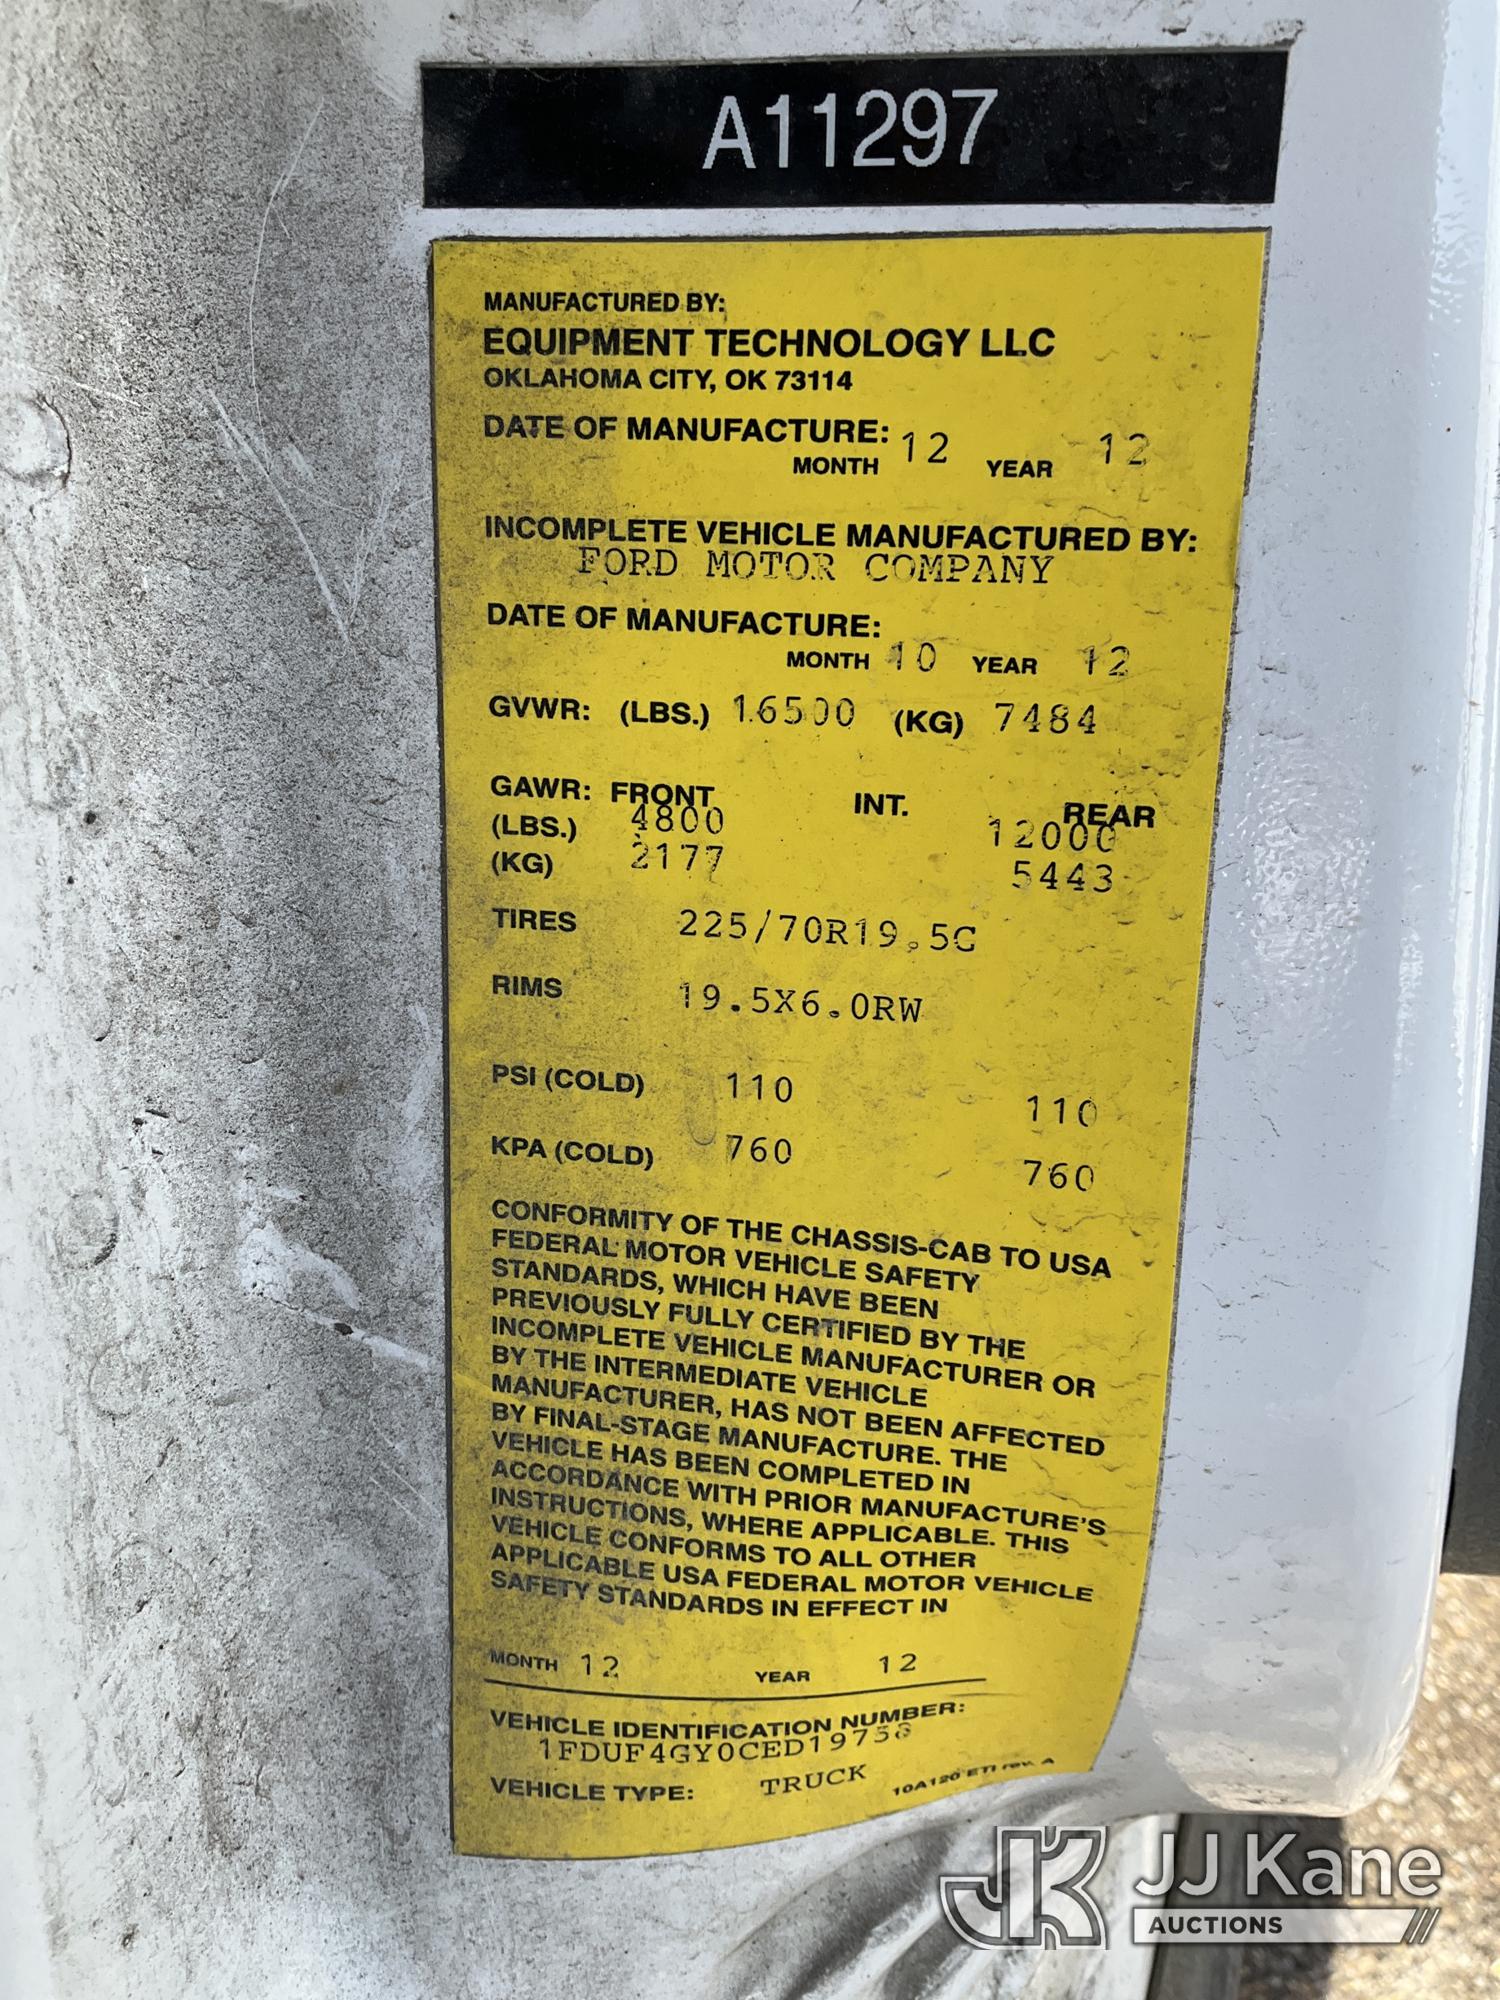 A11297
MANUFACTURED BY:
EQUIPMENT TECHNOLOGY LLC
OKLAHOMA CITY, OK 73114
DATE OF MANUFACTURE:
MONTH 12 YEAR 12
INCOMPLETE VEHICLE MANUFACTURED BY:
FORD MOTOR COMPANY
DATE OF MANUFACTURE:
MONTH 10 YEAR 12
GVWR: (LBS.) 16500 (KG) 7484
GAWR: FRONT INT. REAR
(LBS.) 4800 12000
(KG) 2177 5443
TIRES 225/70R19.5G
RIMS 19.5X6.0RW
PSI (COLD) 110 110
KPA (COLD) 760 760
CONFORMITY OF THE CHASSIS-CAB TO USA
FEDERAL MOTOR VEHICLE SAFETY
STANDARDS, WHICH HAVE BEEN
PREVIOUSLY FULLY CERTIFIED BY THE
INCOMPLETE VEHICLE MANUFACTURER OR
BY THE INTERMEDIATE VEHICLE
MANUFACTURER, HAS NOT BEEN AFFECTED
BY FINAL-STAGE MANUFACTURE. THE
VEHICLE HAS BEEN COMPLETED IN
ACCORDANCE WITH PRIOR MANUFACTURE'S
INSTRUCTIONS, WHERE APPLICABLE. THIS
VEHICLE CONFORMS TO ALL OTHER
APPLICABLE USA FEDERAL MOTOR VEHICLE
SAFETY STANDARDS IN EFFECT IN
MONTH 12 YEAR 12
VEHICLE IDENTIFICATION NUMBER:
VEHICLE TYPE: TRUCK 10A120 ETI rev. A
JK JJ Kane
AUCTIONS